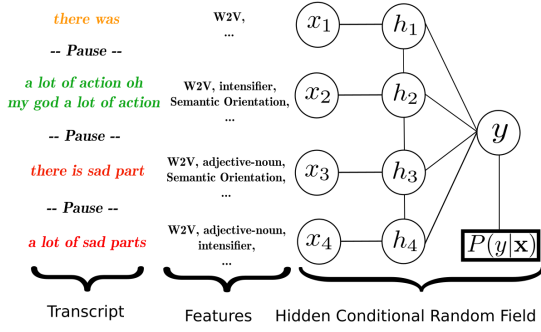 there was
W2V,
...
x1
h1
-- Pause --
a lot of action oh
my god a lot of action
W2V, intensifier,
Semantic Orientation,
...
x2
h2
y
-- Pause --
there is sad part
W2V, adjective-noun,
Semantic Orientation,
...
x3
h3
-- Pause --
a lot of sad parts
W2V, adjective-noun,
intensifier,
...
x4
h4
P(y|x)
Transcript
Features
Hidden Conditional Random Field